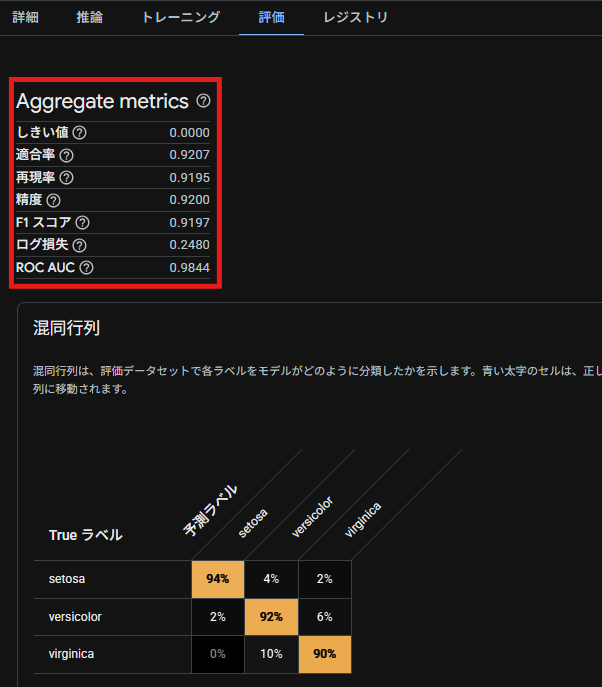 詳細 推論 トレーニング 評価 レジストリ
Aggregate metrics
しきい値 0.0000
適合率 0.9207
再現率 0.9195
精度 0.9200
F1 スコア 0.9197
ログ損失 0.2480
ROC AUC 0.9844
混同行列
混同行列は、評価データセットで各ラベルをモデルがどのように分類したかを示します。青い太字のセルは、正し
列に移動されます。
True ラベル 予測ラベル setosa versicolor virginica
setosa 94% 4% 2%
versicolor 2% 92% 6%
virginica 0% 10% 90%